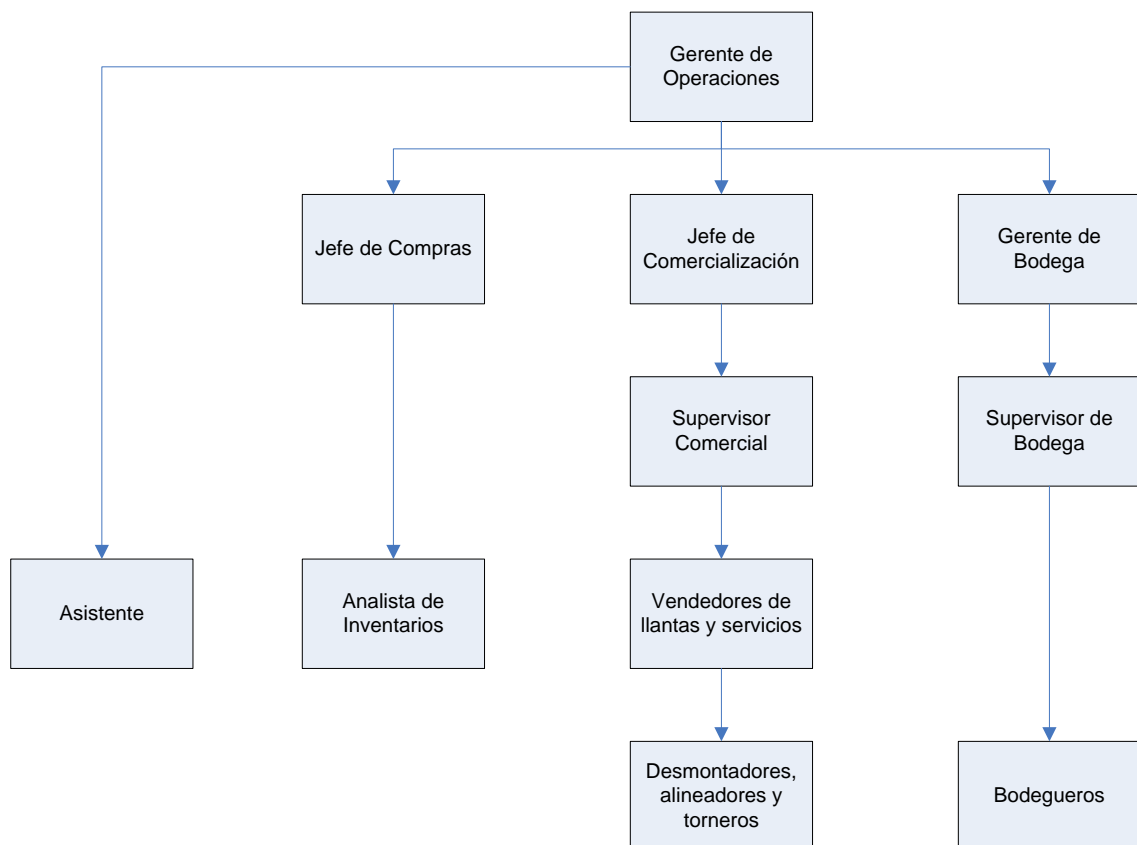 Gerente de
Operaciones
Jefe de Compras
Jefe de
Comercialización
Gerente de
Bodega
Supervisor
Comercial
Supervisor de
Bodega
Asistente
Analista de
Inventarios
Vendedores de
llantas y servicios
Desmontadores,
alineadores y
torneros
Bodegueros